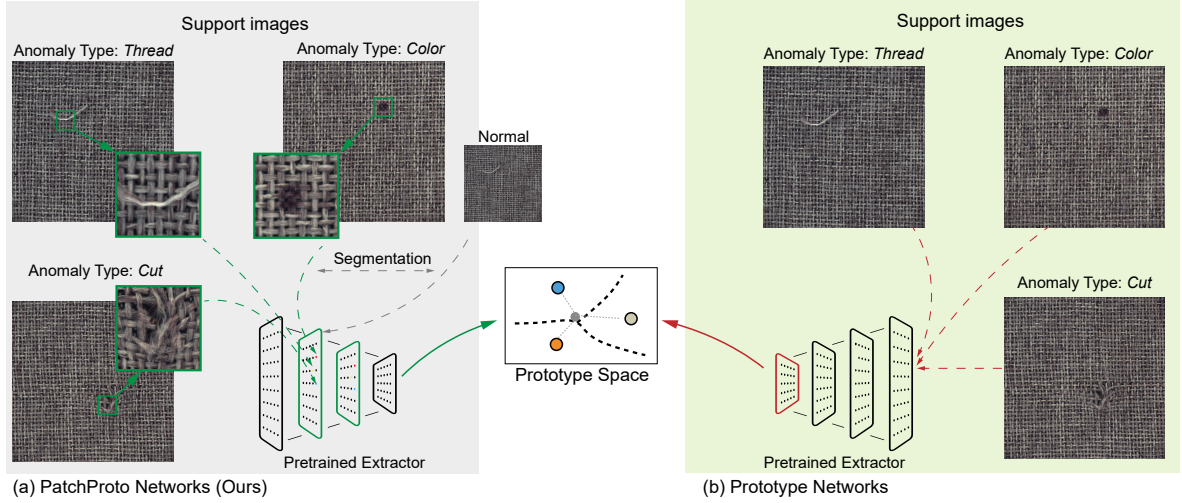 Support images
Anomaly Type: Thread
Anomaly Type: Color
Normal
Segmentation
Anomaly Type: Cut
Pretrained Extractor
(a) PatchProto Networks (Ours)
Prototype Space
Support images
Anomaly Type: Thread
Anomaly Type: Color
Anomaly Type: Cut
Pretrained Extractor
(b) Prototype Networks